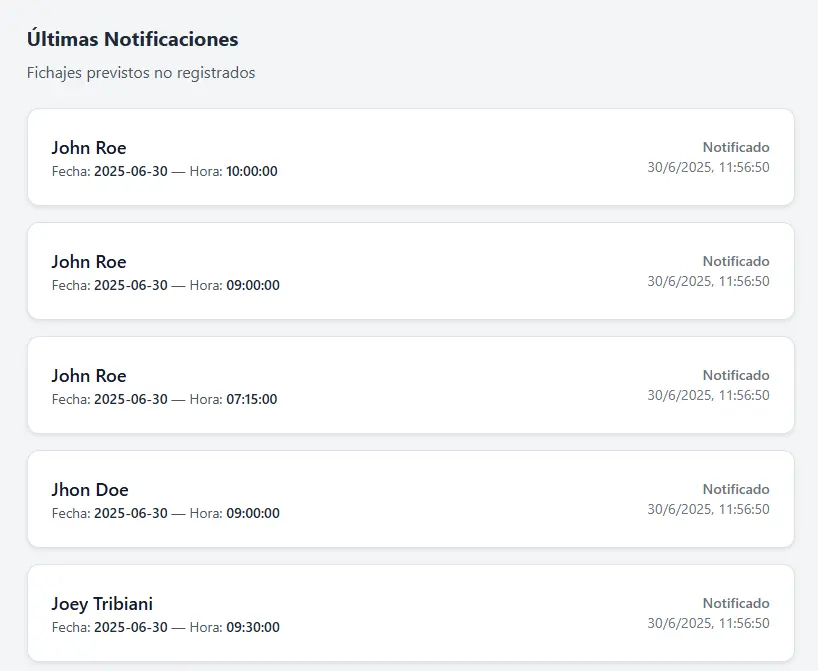 Últimas Notificaciones
Fichajes previstos no registrados
John Roe
Notificado
Fecha: 2025-06-30 — Hora: 10:00:00
30/6/2025, 11:56:50
John Roe
Notificado
Fecha: 2025-06-30 — Hora: 09:00:00
30/6/2025, 11:56:50
John Roe
Notificado
Fecha: 2025-06-30 — Hora: 07:15:00
30/6/2025, 11:56:50
Jhon Doe
Notificado
Fecha: 2025-06-30 — Hora: 09:00:00
30/6/2025, 11:56:50
Joey Tribiani
Notificado
Fecha: 2025-06-30 — Hora: 09:30:00
30/6/2025, 11:56:50